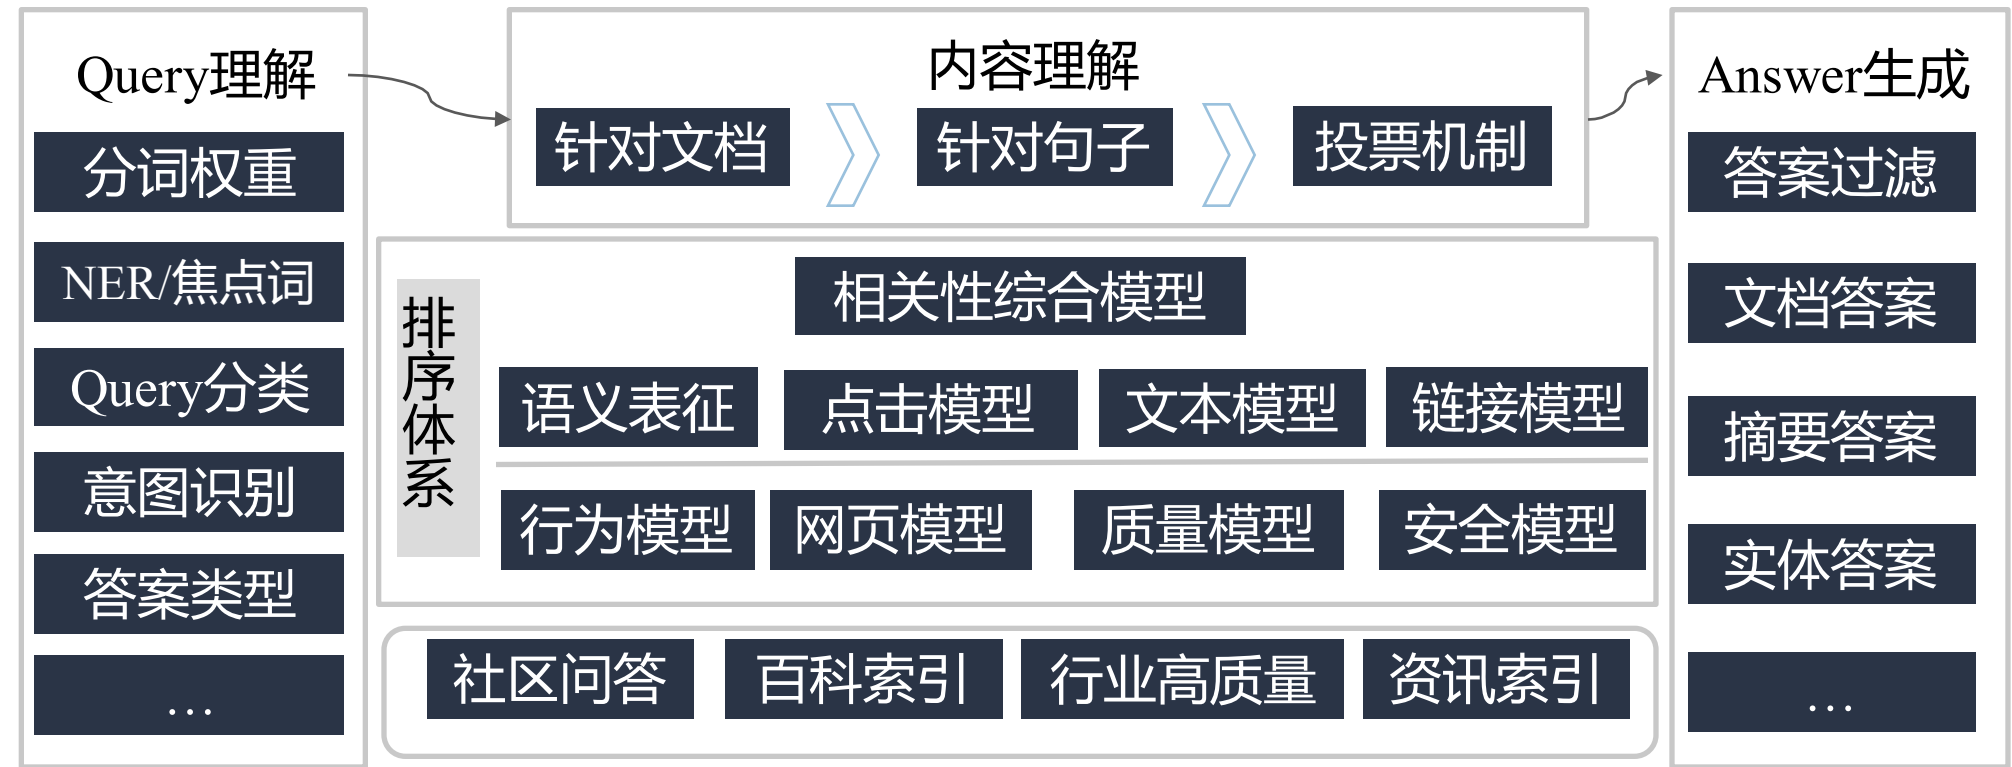 Query理解
分词权重
NER/焦点词
Query分类
意图识别
答案类型
…
内容理解
针对文档
针对句子
投票机制
排序体系
相关性综合模型
语义表征
点击模型
文本模型
链接模型
行为模型
网页模型
质量模型
安全模型
社区问答
百科索引
行业高质量
资讯索引
Answer生成
答案过滤
文档答案
摘要答案
实体答案
…